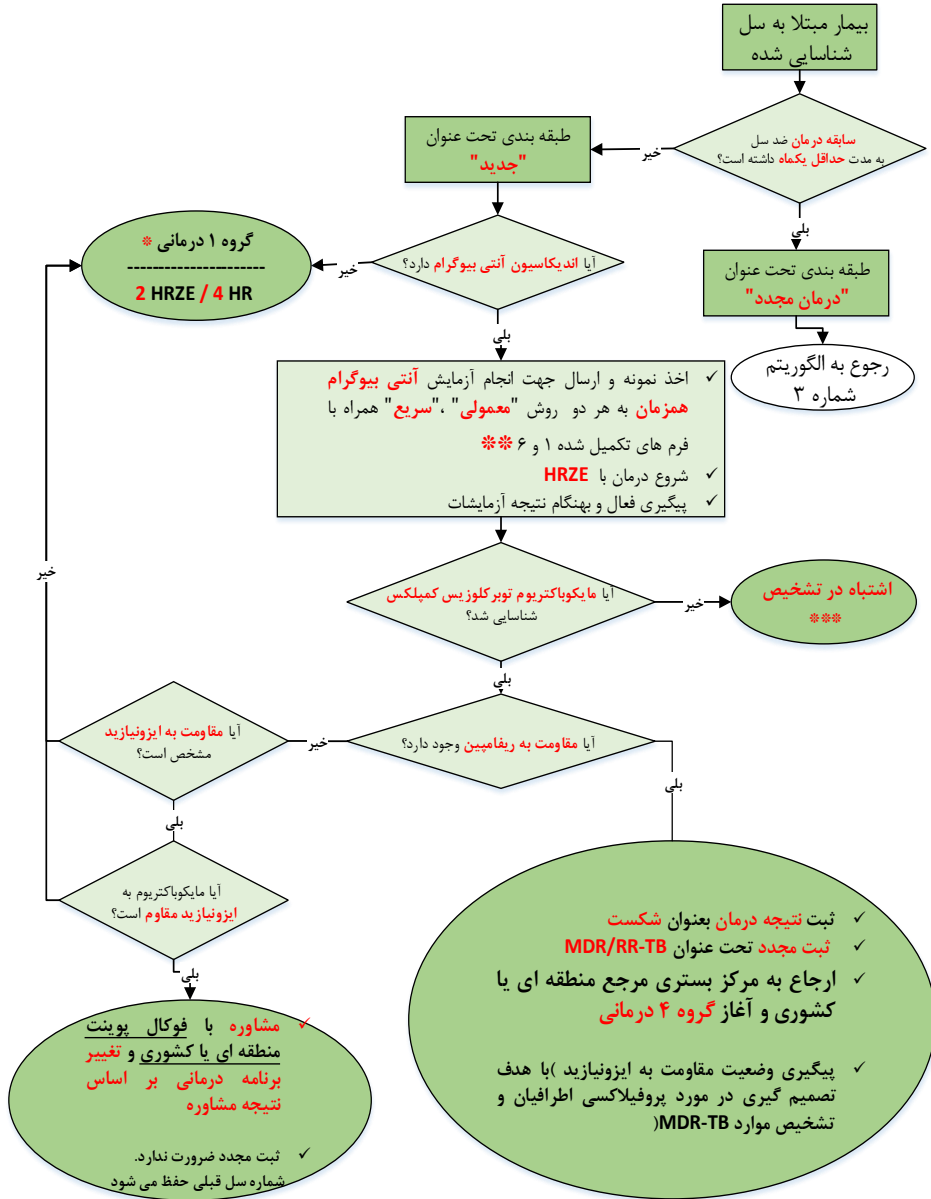 بیمار مبتلا به سل
شناسایی شده
سابقه درمان ضد سل
به مدت حداقل یکماه داشته است؟
خیر
طبقه بندی تحت عنوان
"جدید"
بلی
طبقه بندی تحت عنوان
"درمان مجدد"
رجوع به الگوریتم
شماره ۳
آیا اندیکاسیون آنتی بیوگرام دارد؟
خیر
گروه ۱ درمانی *
----------------------
2 HRZE / 4 HR
بلی
✓ اخذ نمونه و ارسال جهت انجام آزمایش آنتی بیوگرام
همزمان به هر دو روش "معمولی" ،"سریع" همراه با
فرم های تکمیل شده ۱ و ۶ **
✓ شروع درمان با HRZE
✓ پیگیری فعال و بهنگام نتیجه آزمایشات
آیا مایکوباکتریوم توبرکلوزیس کمپلکس
شناسایی شد؟
خیر
اشتباه در تشخیص
***
بلی
آیا مقاومت به ریفامپین وجود دارد؟
خیر
آیا مقاومت به ایزونیازید
مشخص است؟
خیر
بلی
آیا مایکوباکتریوم به
ایزونیازید مقاوم است؟
بلی
✓ مشاوره با فوکال پوینت
منطقه ای یا کشوری و تغییر
برنامه درمانی بر اساس
نتیجه مشاوره
✓ ثبت مجدد ضرورت ندارد.
شماره سل قبلی حفظ می شود
بلی
✓ ثبت نتیجه درمان بعنوان شکست
✓ ثبت مجدد تحت عنوان MDR/RR-TB
✓ ارجاع به مرکز بستری مرجع منطقه ای یا
کشوری و آغاز گروه ۴ درمانی
✓ پیگیری وضعیت مقاومت به ایزونیازید )با هدف
تصمیم گیری در مورد پروفیلاکسی اطرافیان و
تشخیص موارد MDR-TB(